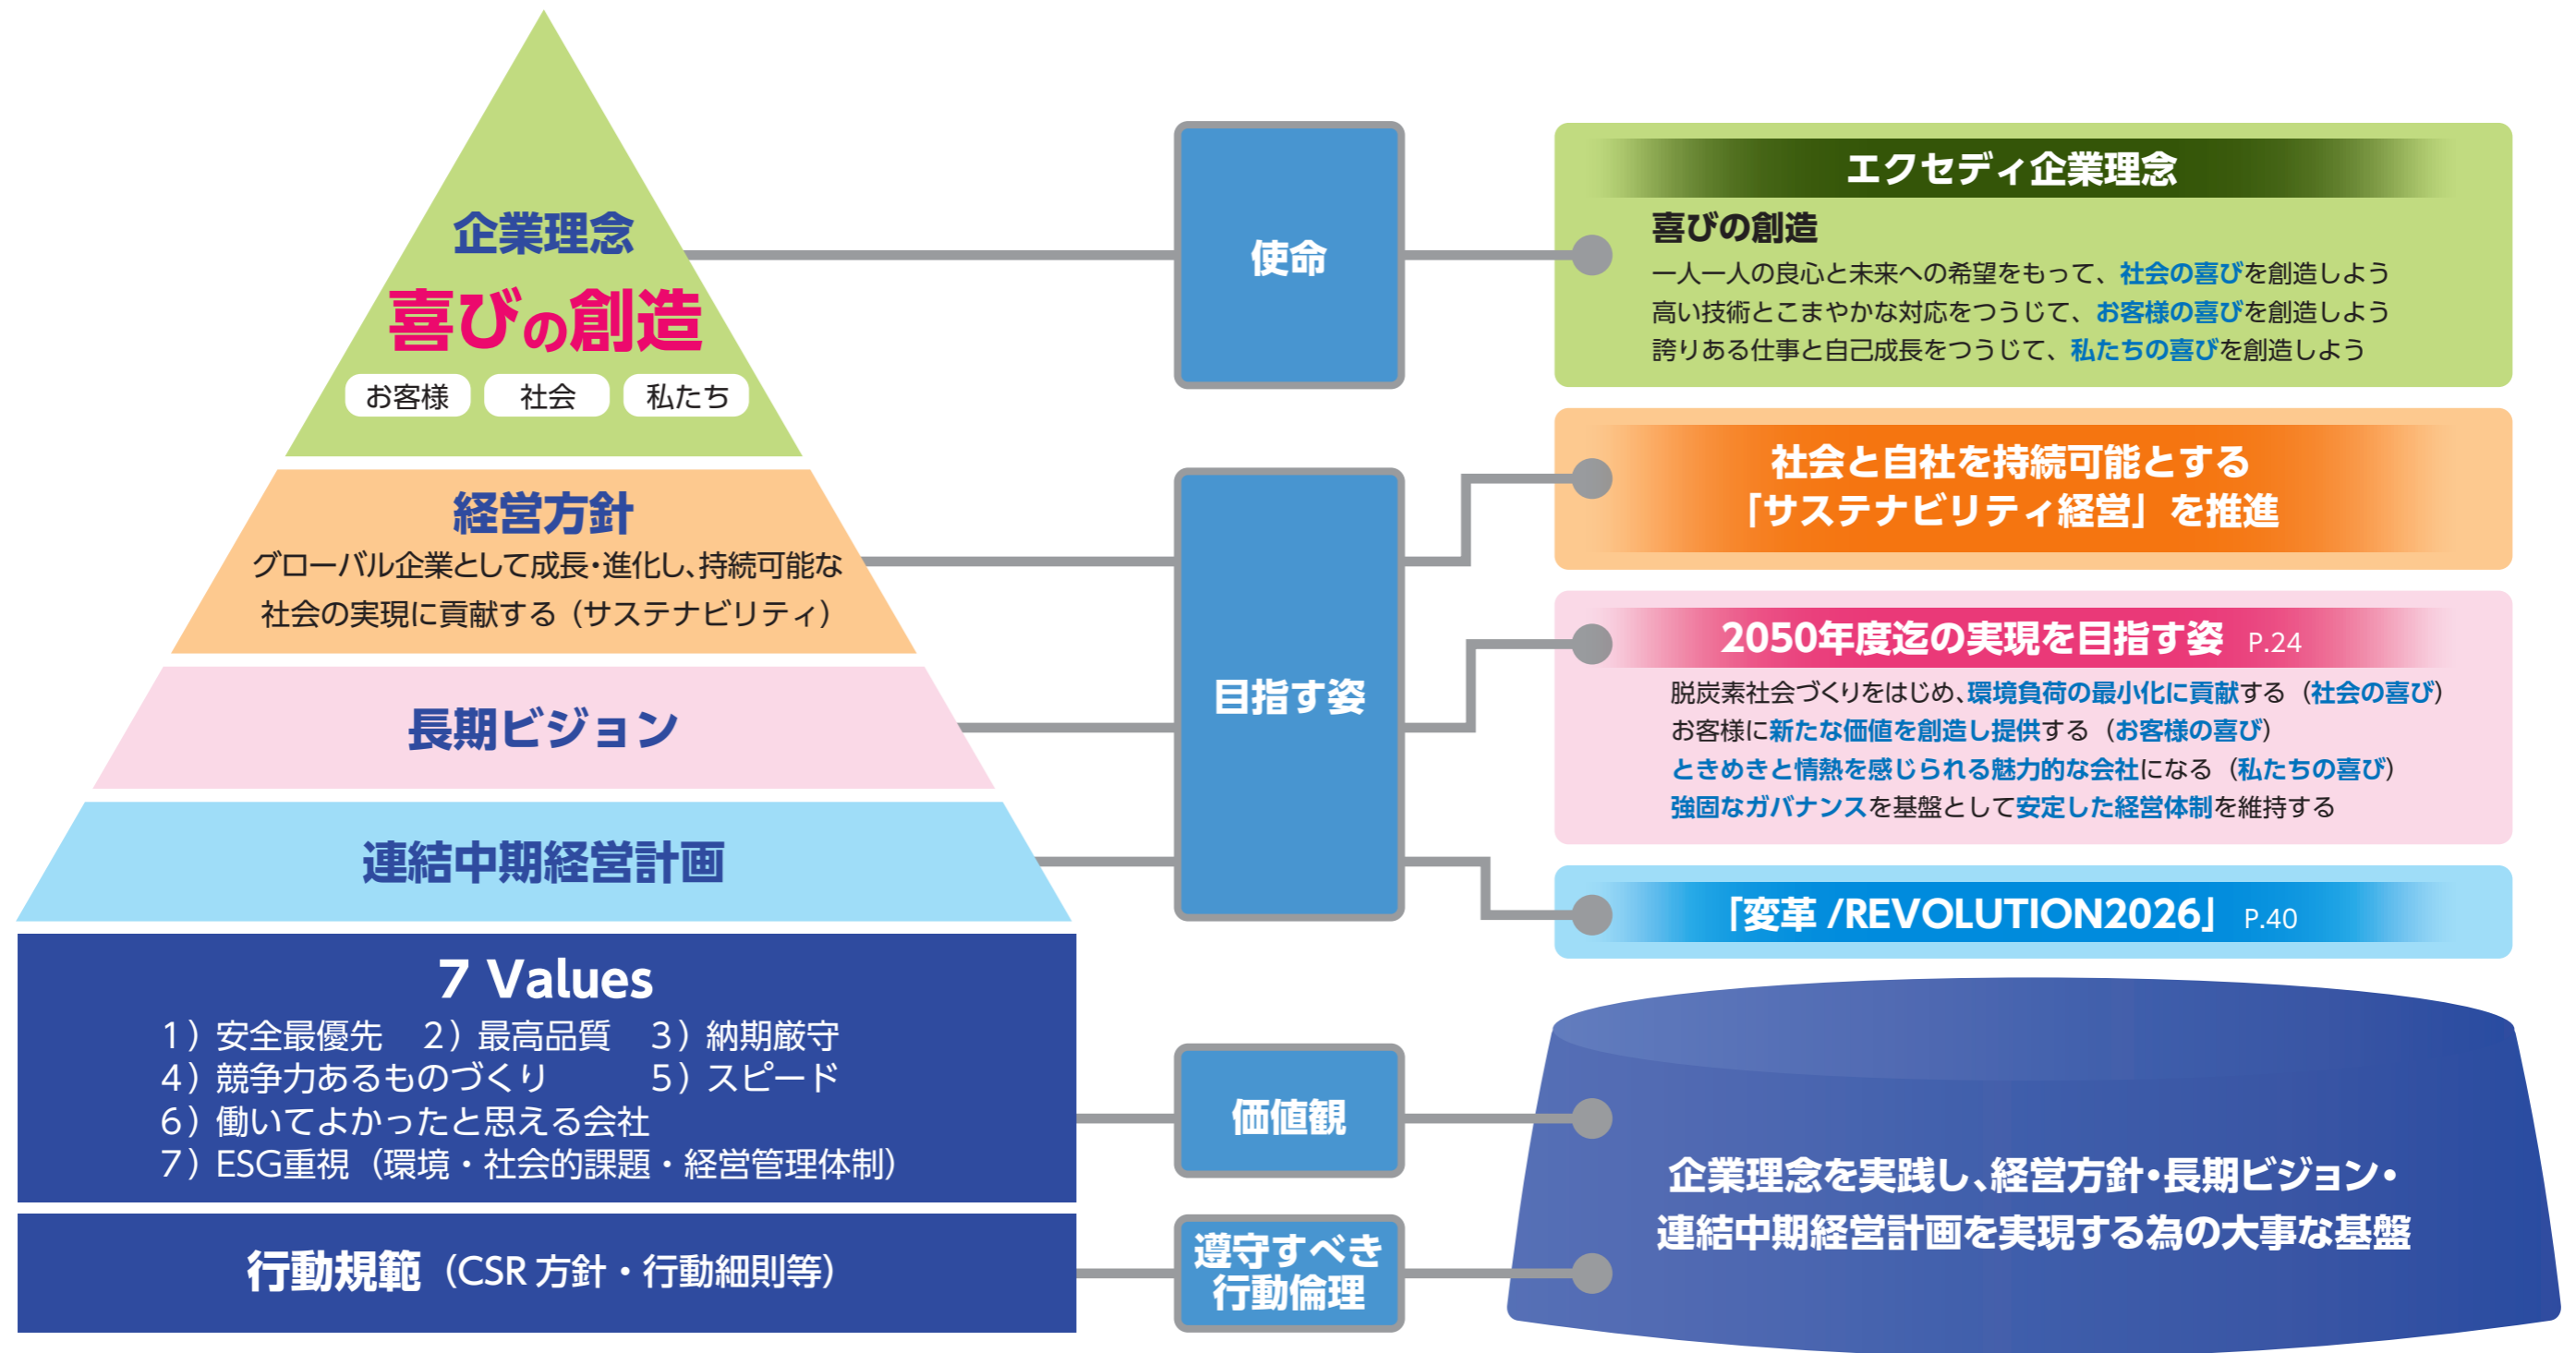 企業理念
喜びの創造
お客様 社会 私たち
経営方針
グローバル企業として成長・進化し、持続可能な
社会の実現に貢献する（サステナビリティ）
長期ビジョン
連結中期経営計画
7 Values
1）安全最優先 2）最高品質 3）納期厳守
4）競争力あるものづくり 5）スピード
6）働いてよかったと思える会社
7）ESG重視（環境・社会的課題・経営管理体制）
行動規範（CSR 方針・行動細則等）
使命
目指す姿
価値観
遵守すべき
行動倫理
エクセディ企業理念
喜びの創造
一人一人の良心と未来への希望をもって、社会の喜びを創造しよう
高い技術とこまやかな対応をつうじて、お客様の喜びを創造しよう
誇りある仕事と自己成長をつうじて、私たちの喜びを創造しよう
社会と自社を持続可能とする
「サステナビリティ経営」を推進
2050年度迄の実現を目指す姿 P.24
脱炭素社会づくりをはじめ、環境負荷の最小化に貢献する（社会の喜び）
お客様に新たな価値を創造し提供する（お客様の喜び）
ときめきと情熱を感じられる魅力的な会社になる（私たちの喜び）
強固なガバナンスを基盤として安定した経営体制を維持する
「変革 /REVOLUTION2026」 P.40
企業理念を実践し、経営方針・長期ビジョン・
連結中期経営計画を実現する為の大事な基盤